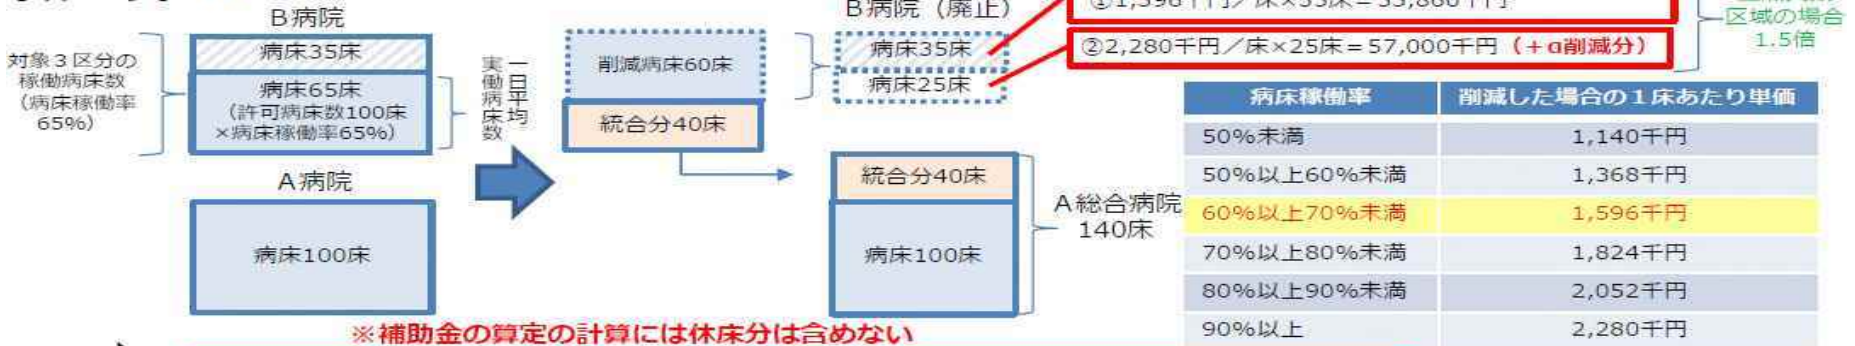 B病院
対象3区分の
稼働病床数
(病床稼働率
65%)
病床35床
病床65床
(許可病床数100床
×病床稼働率65%)
一日平均
実働病床数
A病院
病床100床
削減病床60床
統合分40床
B病院(廃止)
病床35床
病床25床
統合分40床
病床100床
A総合病院
140床
②2,280千円/床×25床=57,000千円(+α削減分)
区域の場合
1.5倍
病床稼働率 削減した場合の1床あたり単価
50%未満 1,140千円
50%以上60%未満 1,368千円
60%以上70%未満 1,596千円
70%以上80%未満 1,824千円
80%以上90%未満 2,052千円
90%以上 2,280千円
※補助金の算定の計算には休床分は含めない